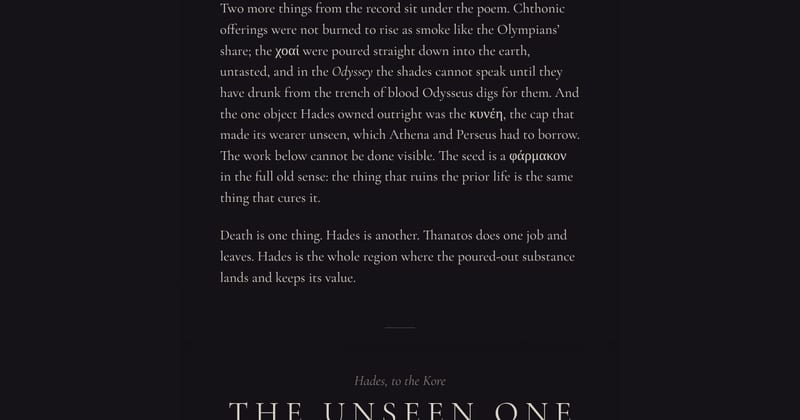 Two more things from the record sit under the poem. Chthonic
offerings were not burned to rise as smoke like the Olympians’
share; the χοαί were poured straight down into the earth,
untasted, and in the Odyssey the shades cannot speak until they
have drunk from the trench of blood Odysseus digs for them. And
the one object Hades owned outright was the κυνέη, the cap that
made its wearer unseen, which Athena and Perseus had to borrow.
The work below cannot be done visible. The seed is a φάρμακον
in the full old sense: the thing that ruins the prior life is the same
thing that cures it.
Death is one thing. Hades is another. Thanatos does one job and
leaves. Hades is the whole region where the poured-out substance
lands and keeps its value.
Hades, to the Kore
THE UNSEEN ONE